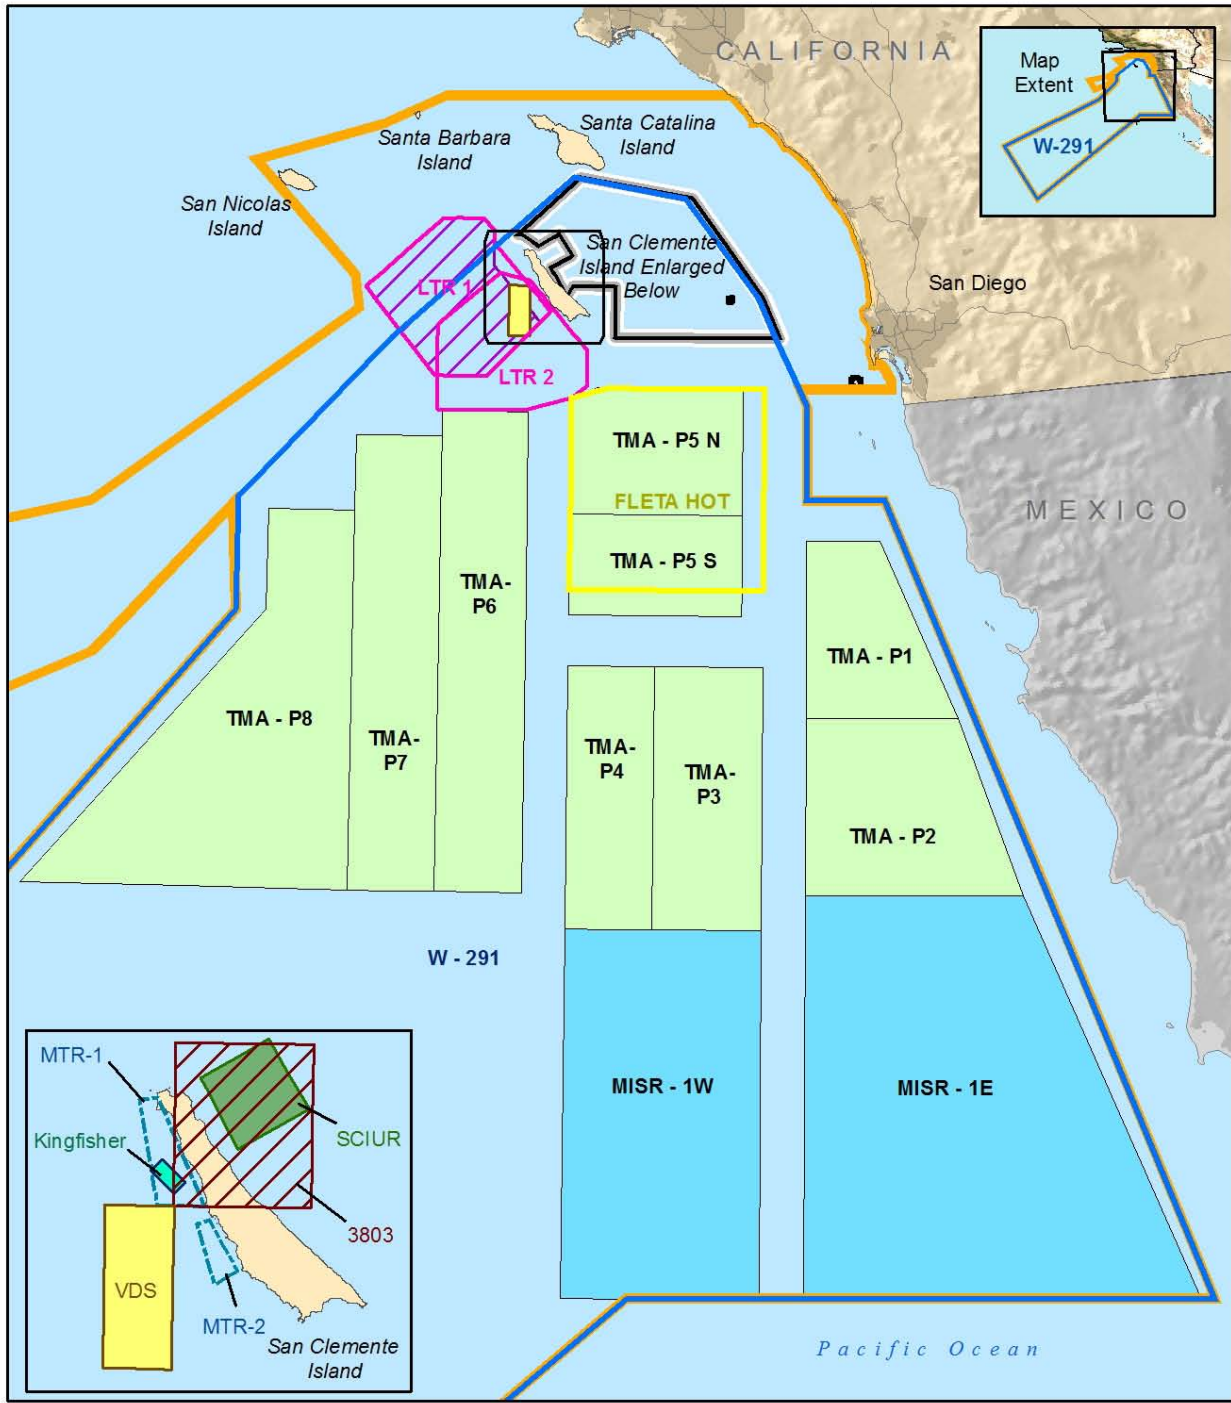 CALIFORNIA
Map
Extent
W-291
Santa Barbara
Island
Santa Catalina
Island
San Nicolas
Island
San Clemente
Island Enlarged
Below
San Diego
LTR 1
LTR 2
TMA - P5 N
FLETA HOT
TMA - P5 S
MEXICO
TMA-
P6
TMA - P1
TMA - P8
TMA-
P7
TMA-
P4
TMA-
P3
TMA - P2
W - 291
MISR - 1W
MISR - 1E
MTR-1
Kingfisher
SCIUR
3803
VDS
MTR-2
San Clemente
Island
Pacific Ocean